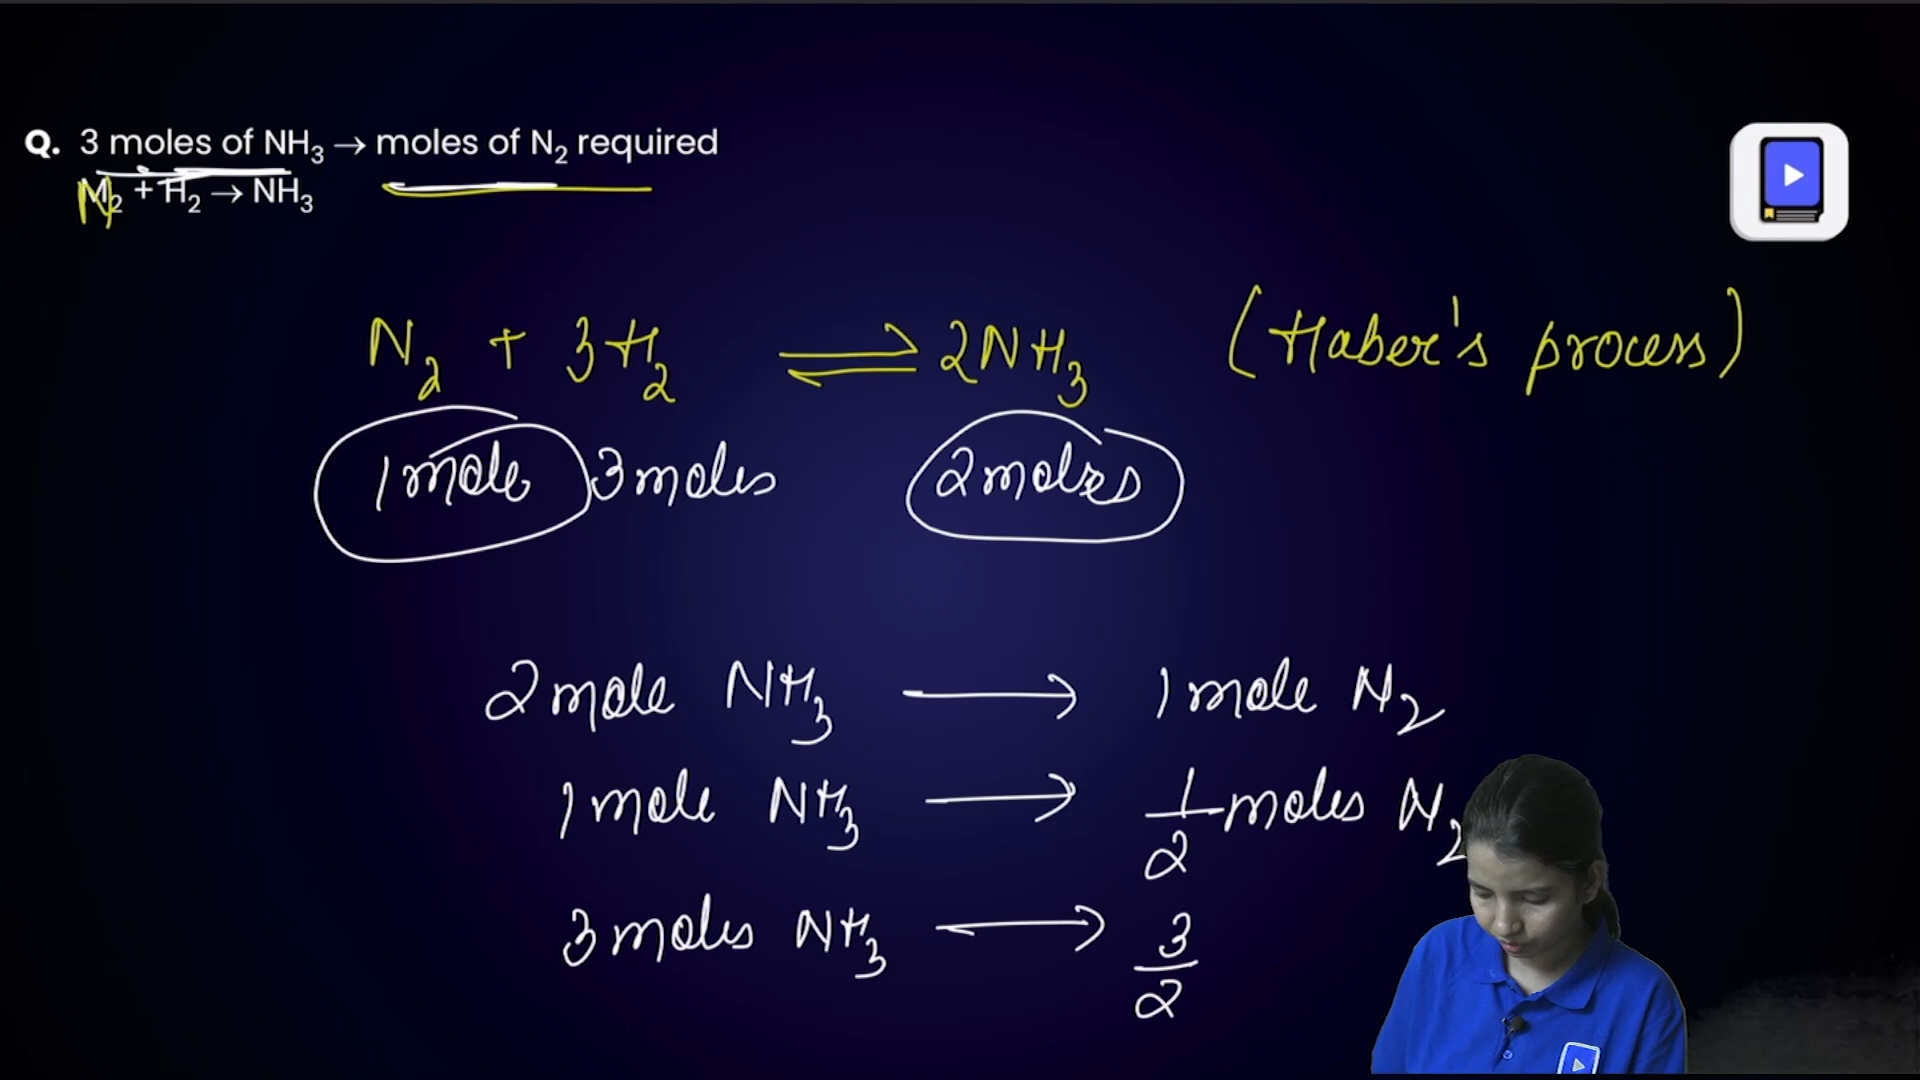 Q. 3 moles of NH₃ → moles of N₂ required
M₂ + H₂ → NH₃
N
N₂ + 3H₂ ⇌ 2NH₃ (Haber's process)
1 mole 3 moles 2 moles
2 mole NH₃ → 1 mole N₂
1 mole NH₃ → 1/2 moles N₂
3 moles NH₃ → 3/2